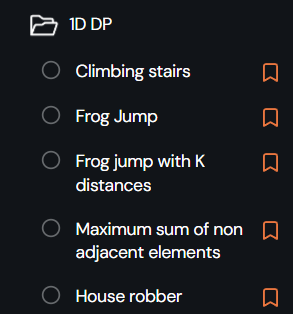 1D DP
Climbing stairs
Frog Jump
Frog jump with K
distances
Maximum sum of non
adjacent elements
House robber